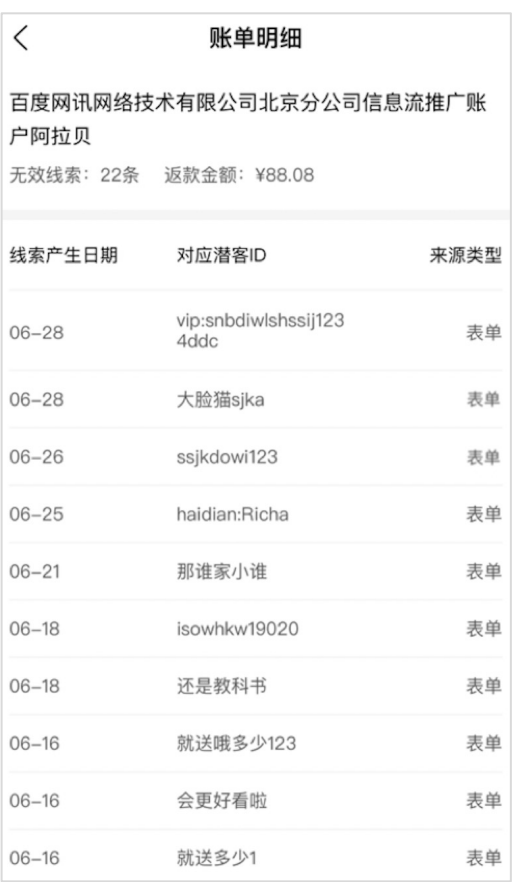 账单明细
百度网讯网络技术有限公司北京分公司信息流推广账
户阿拉贝
无效线索：22条 返款金额：¥88.08
线索产生日期 对应潜客ID 来源类型
06-28 vip:snbdiwlshssij123
4ddc 表单
06-28 大脸猫sjka 表单
06-26 ssjkdowi123 表单
06-25 haidian:Richa 表单
06-21 那谁家小谁 表单
06-18 isowhkw19020 表单
06-18 还是教科书 表单
06-16 就送哦多少123 表单
06-16 会更好看啦 表单
06-16 就送多少1 表单